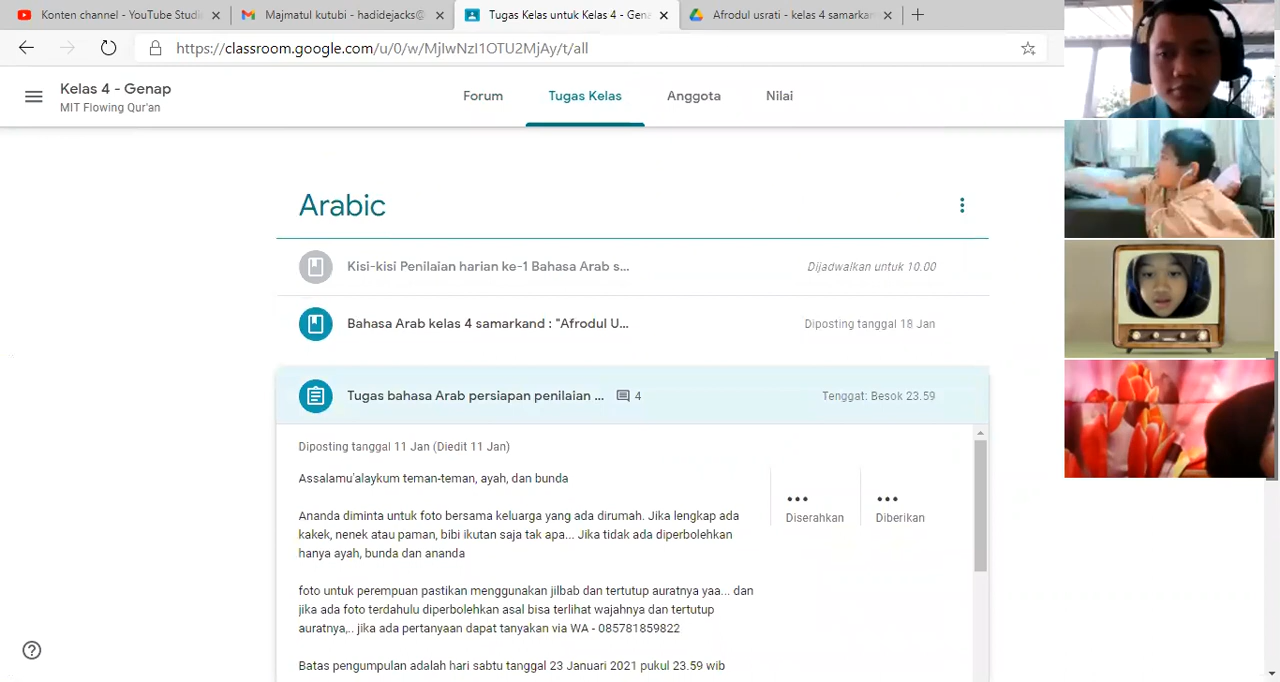 Konten channel - YouTube Studi
Majmatul kutubi - hadidejacks@
Tugas Kelas untuk Kelas 4 - Gena
Afrodul usrati - kelas 4 samarkan
https://classroom.google.com/u/0/w/MjIwNzI1OTU2MjAy/t/all
Kelas 4 - Genap
MIT Flowing Qur'an
Forum
Tugas Kelas
Anggota
Nilai
Arabic
Kisi-kisi Penilaian harian ke-1 Bahasa Arab s...
Dijadwalkan untuk 10.00
Bahasa Arab kelas 4 samarkand : "Afrodul U...
Diposting tanggal 18 Jan
Tugas bahasa Arab persiapan penilaian ...
4
Tenggat: Besok 23.59
Diposting tanggal 11 Jan (Diedit 11 Jan)
Assalamu'alaykum teman-teman, ayah, dan bunda
Ananda diminta untuk foto bersama keluarga yang ada dirumah. Jika lengkap ada
kakek, nenek atau paman, bibi ikutan saja tak apa... Jika tidak ada diperbolehkan
hanya ayah, bunda dan ananda
foto untuk perempuan pastikan menggunakan jilbab dan tertutup auratnya yaa... dan
jika ada foto terdahulu diperbolehkan asal bisa terlihat wajahnya dan tertutup
auratnya,.. jika ada pertanyaan dapat tanyakan via WA - 085781859822
Batas pengumpulan adalah hari sabtu tanggal 23 Januari 2021 pukul 23.59 wib
Diserahkan
Diberikan